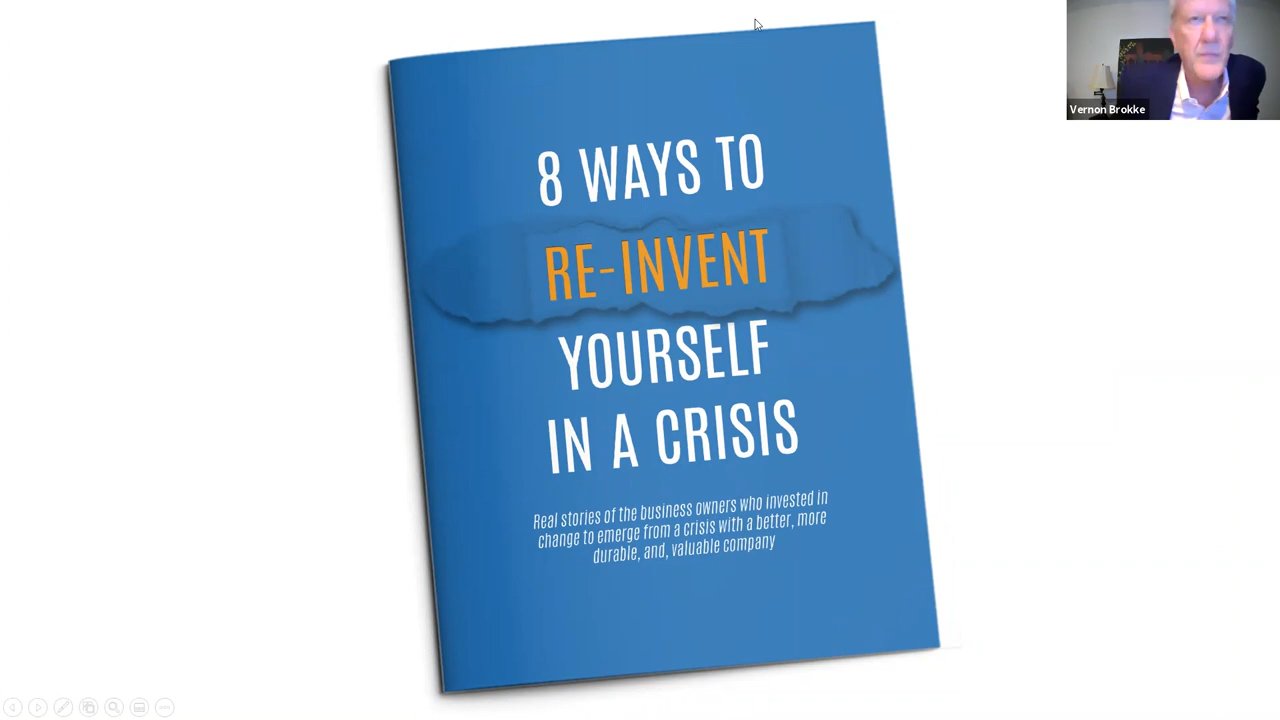 8 WAYS TO
RE-INVENT
YOURSELF
IN A CRISIS
Real stories of the business owners who invested in
change to emerge from a crisis with a better, more
durable, and, valuable company
Vernon Brokke